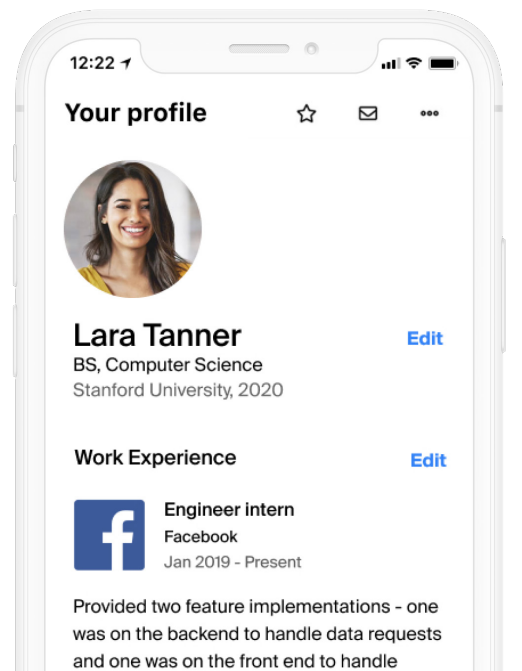 12:22
Your profile
Lara Tanner
Edit
BS, Computer Science
Stanford University, 2020
Work Experience
Edit
Engineer intern
Facebook
Jan 2019 - Present
Provided two feature implementations - one
was on the backend to handle data requests
and one was on the front end to handle